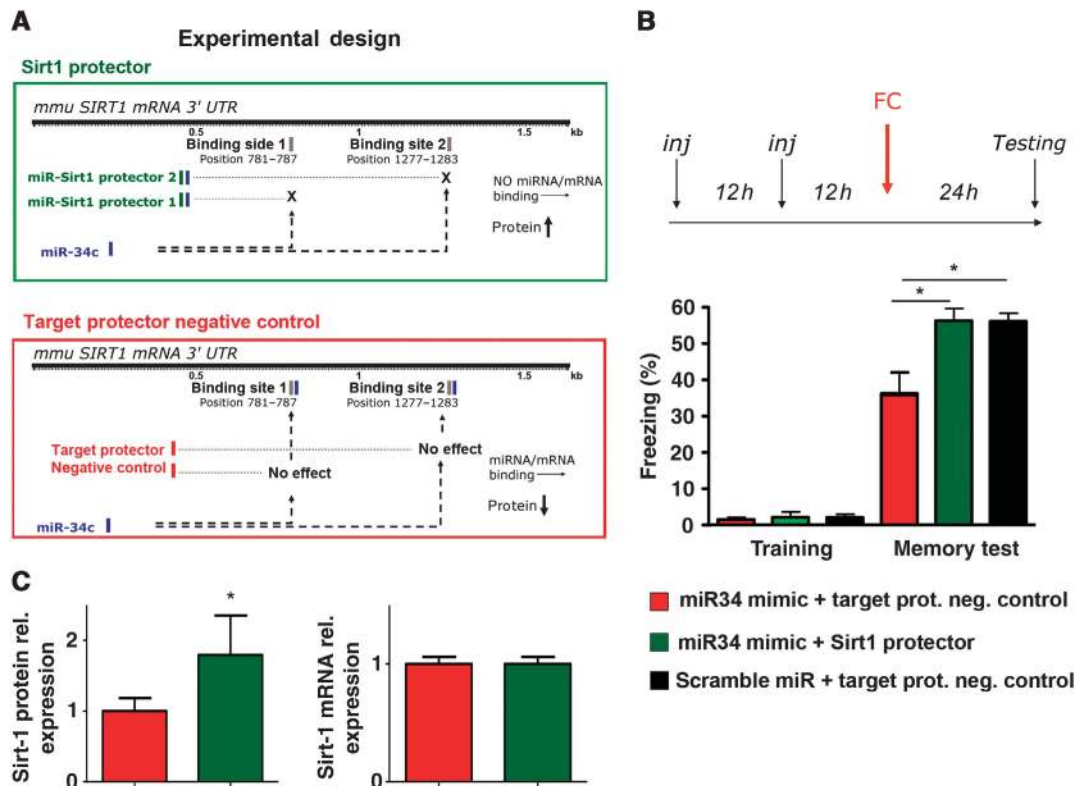 A
Experimental design
Sirt1 protector
mmu SIRT1 mRNA 3' UTR
0.5 1 1.5 kb
Binding side 1 Binding site 2
Position 781–787 Position 1277–1283
miR-Sirt1 protector 2 X
miR-Sirt1 protector 1 X
NO miRNA/mRNA
binding
Protein
miR-34c
Target protector negative control
mmu SIRT1 mRNA 3' UTR
0.5 1 1.5 kb
Binding site 1 Binding site 2
Position 781–787 Position 1277–1283
Target protector No effect
Negative control No effect
miRNA/mRNA
binding
Protein
miR-34c
B
FC
inj inj Testing
12h 12h 24h
* *
Freezing (%)
60
50
40
30
20
10
0
Training Memory test
miR34 mimic + target prot. neg. control
miR34 mimic + Sirt1 protector
Scramble miR + target prot. neg. control
C
Sirt-1 protein rel.
expression
2
1
0
*
Sirt-1 mRNA rel.
expression
1
0